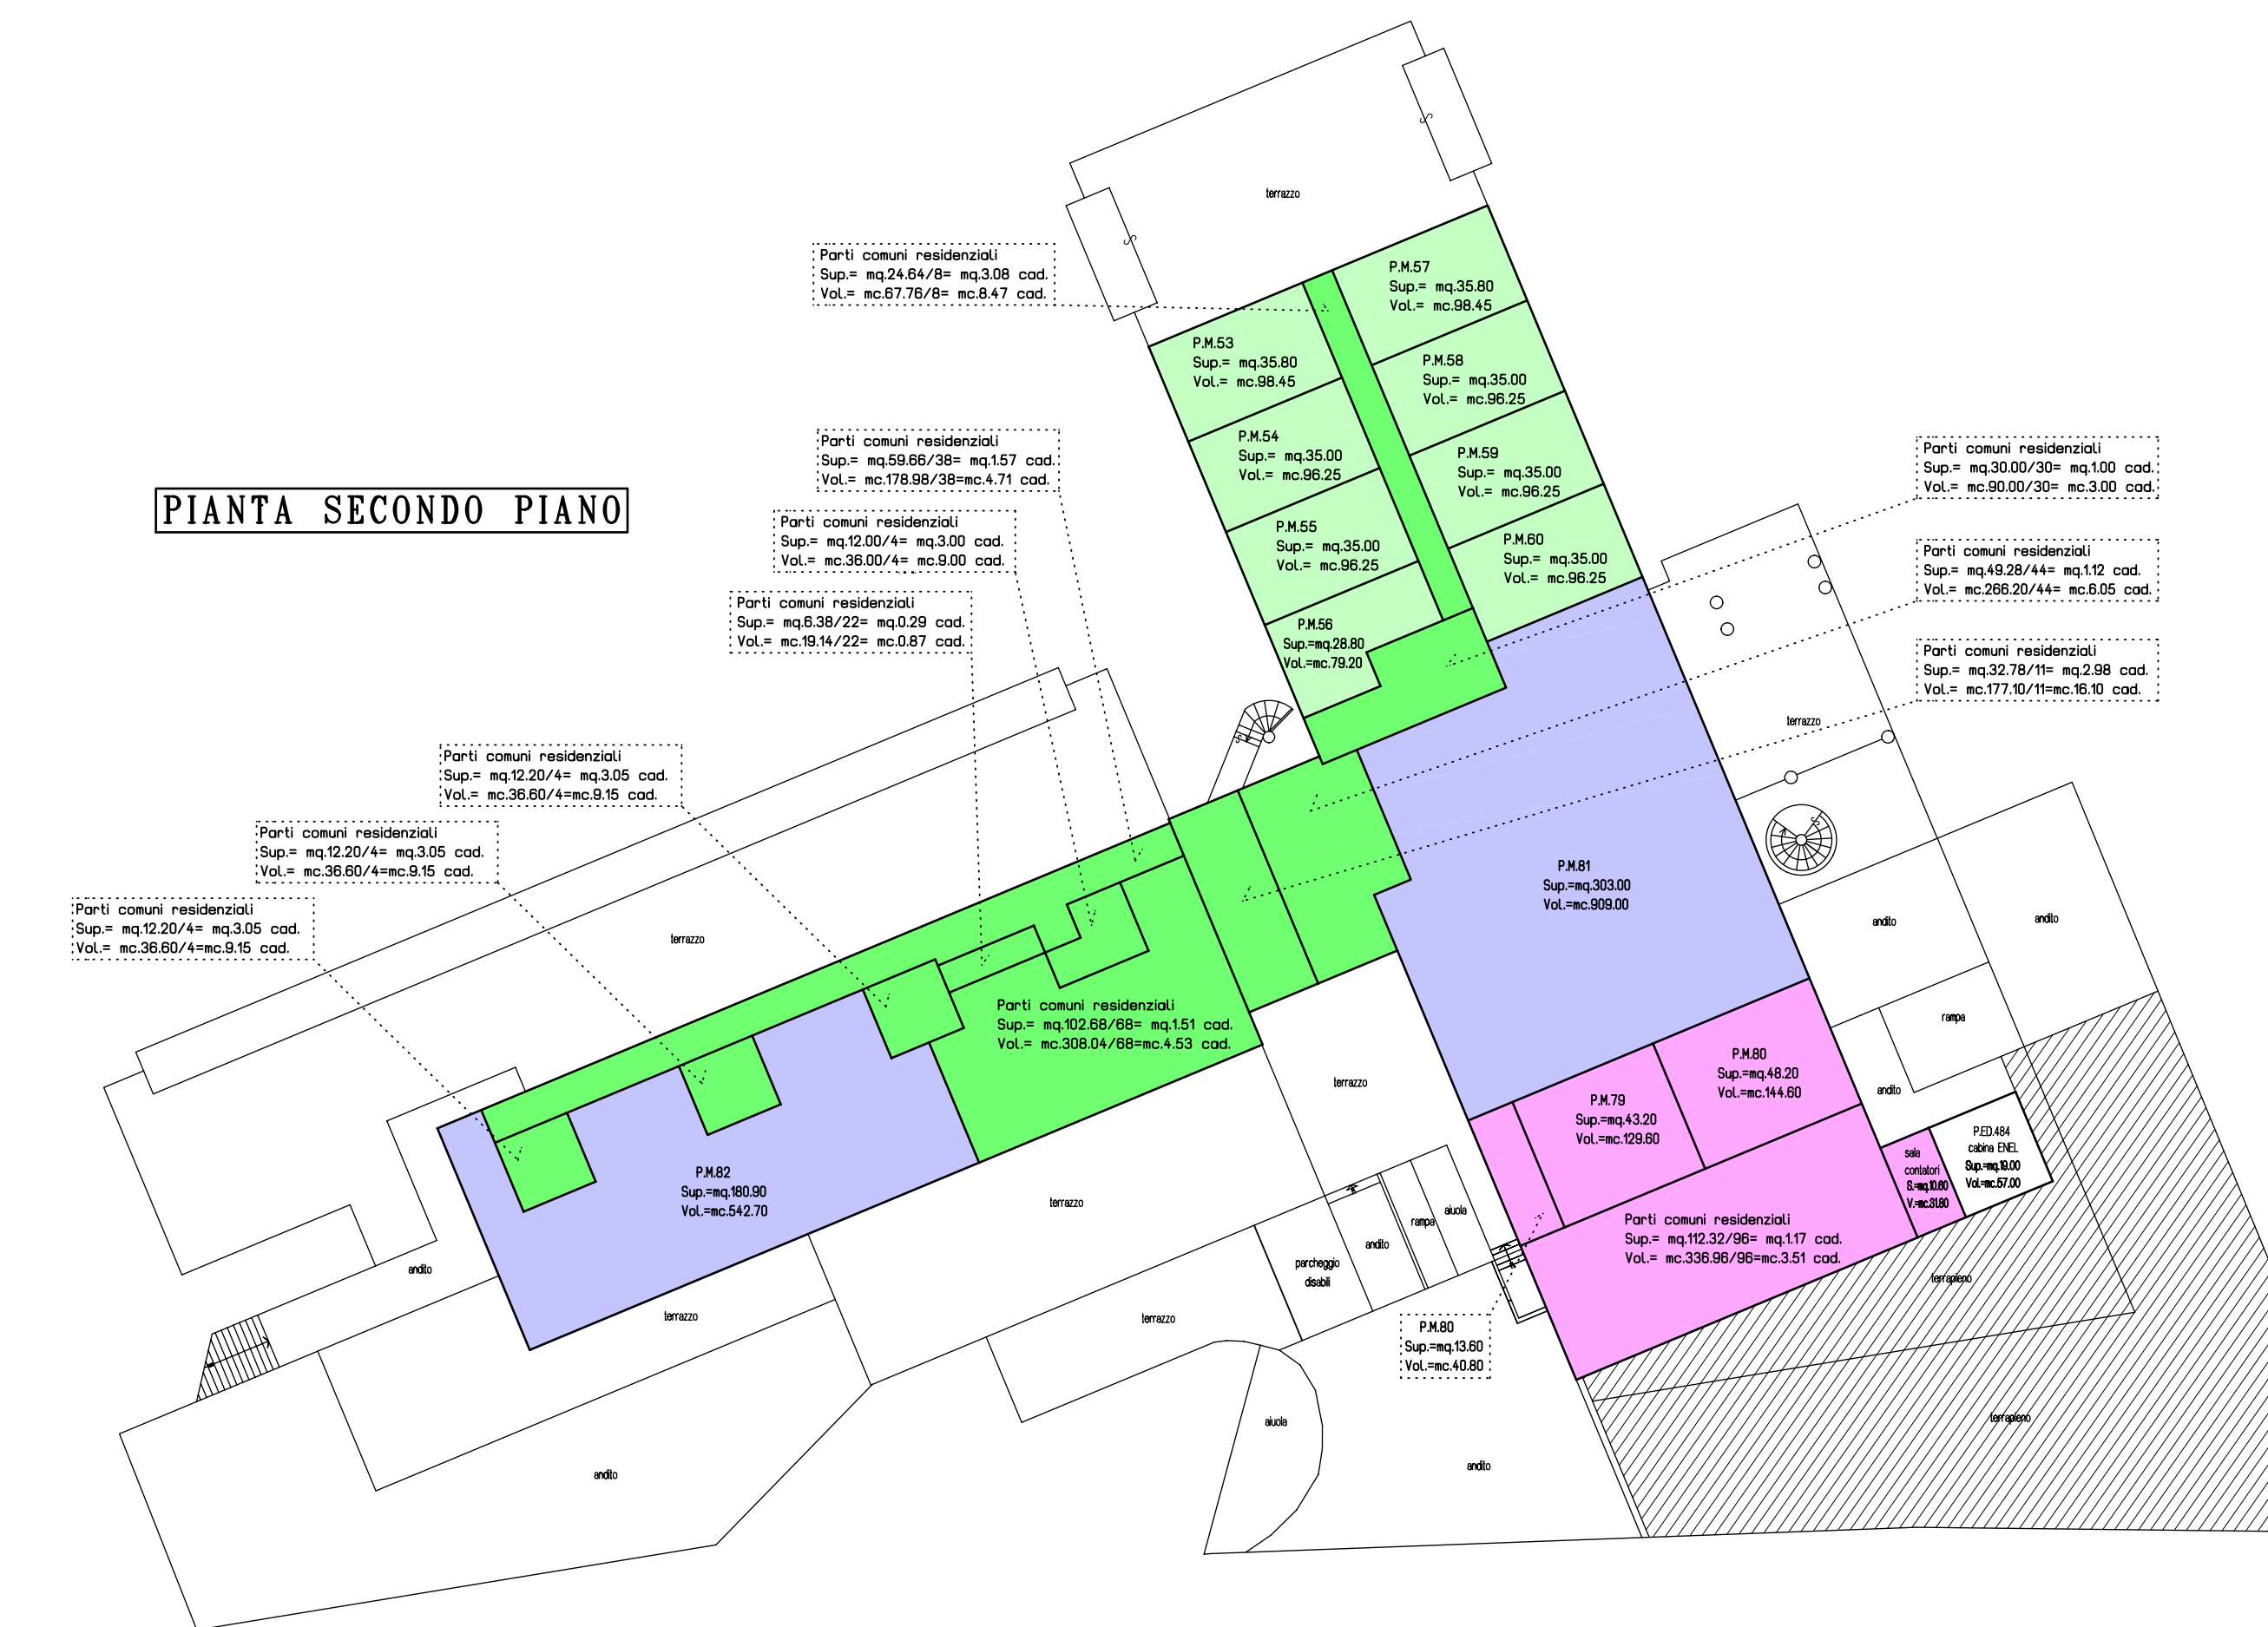 terrazzo
Parti comuni residenziali
Sup.= mq.24.64/8= mq.3.08 cad.
Vol.= mc.67.76/8= mc.8.47 cad.
P.M.57
Sup.= mq.35.80
Vol.= mc.98.45
P.M.53
Sup.= mq.35.80
Vol.= mc.98.45
P.M.58
Sup.= mq.35.00
Vol.= mc.96.25
P.M.54
Sup.= mq.35.00
Vol.= mc.96.25
P.M.59
Sup.= mq.35.00
Vol.= mc.96.25
P.M.55
Sup.= mq.35.00
Vol.= mc.96.25
P.M.60
Sup.= mq.35.00
Vol.= mc.96.25
P.M.56
Sup.=mq.28.80
Vol.=mc.79.20
Parti comuni residenziali
Sup.= mq.59.66/38= mq.1.57 cad.
Vol.= mc.178.98/38=mc.4.71 cad.
PIANTA SECONDO PIANO
Parti comuni residenziali
Sup.= mq.12.00/4= mq.3.00 cad.
Vol.= mc.36.00/4= mc.9.00 cad.
Parti comuni residenziali
Sup.= mq.6.38/22= mq.0.29 cad.
Vol.= mc.19.14/22= mc.0.87 cad.
Parti comuni residenziali
Sup.= mq.30.00/30= mq.1.00 cad.
Vol.= mc.90.00/30= mc.3.00 cad.
Parti comuni residenziali
Sup.= mq.49.28/44= mq.1.12 cad.
Vol.= mc.266.20/44= mc.6.05 cad.
Parti comuni residenziali
Sup.= mq.32.78/11= mq.2.98 cad.
Vol.= mc.177.10/11=mc.16.10 cad.
Parti comuni residenziali
Sup.= mq.12.20/4= mq.3.05 cad.
Vol.= mc.36.60/4=mc.9.15 cad.
Parti comuni residenziali
Sup.= mq.12.20/4= mq.3.05 cad.
Vol.= mc.36.60/4=mc.9.15 cad.
Parti comuni residenziali
Sup.= mq.12.20/4= mq.3.05 cad.
Vol.= mc.36.60/4=mc.9.15 cad.
terrazzo
terrazzo
P.M.81
Sup.=mq.303.00
Vol.=mc.909.00
andito
andito
rampa
andito
Parti comuni residenziali
Sup.= mq.102.68/68= mq.1.51 cad.
Vol.= mc.308.04/68=mc.4.53 cad.
terrazzo
P.M.80
Sup.=mq.48.20
Vol.=mc.144.60
P.M.79
Sup.=mq.43.20
Vol.=mc.129.60
P.ED.484
cabina ENEL
Sup.=mq.19.00
Vol.=mc.57.00
sala
contatori
S.=mq.10.60
V.=mc.31.80
P.M.82
Sup.=mq.180.90
Vol.=mc.542.70
terrazzo
aiuola
rampa
andito
parcheggio
disabili
Parti comuni residenziali
Sup.= mq.112.32/96= mq.1.17 cad.
Vol.= mc.336.96/96=mc.3.51 cad.
andito
terrazzo
terrazzo
P.M.80
Sup.=mq.13.60
Vol.=mc.40.80
terrapieno
terrapieno
aiuola
andito
andito
S
S
S
S